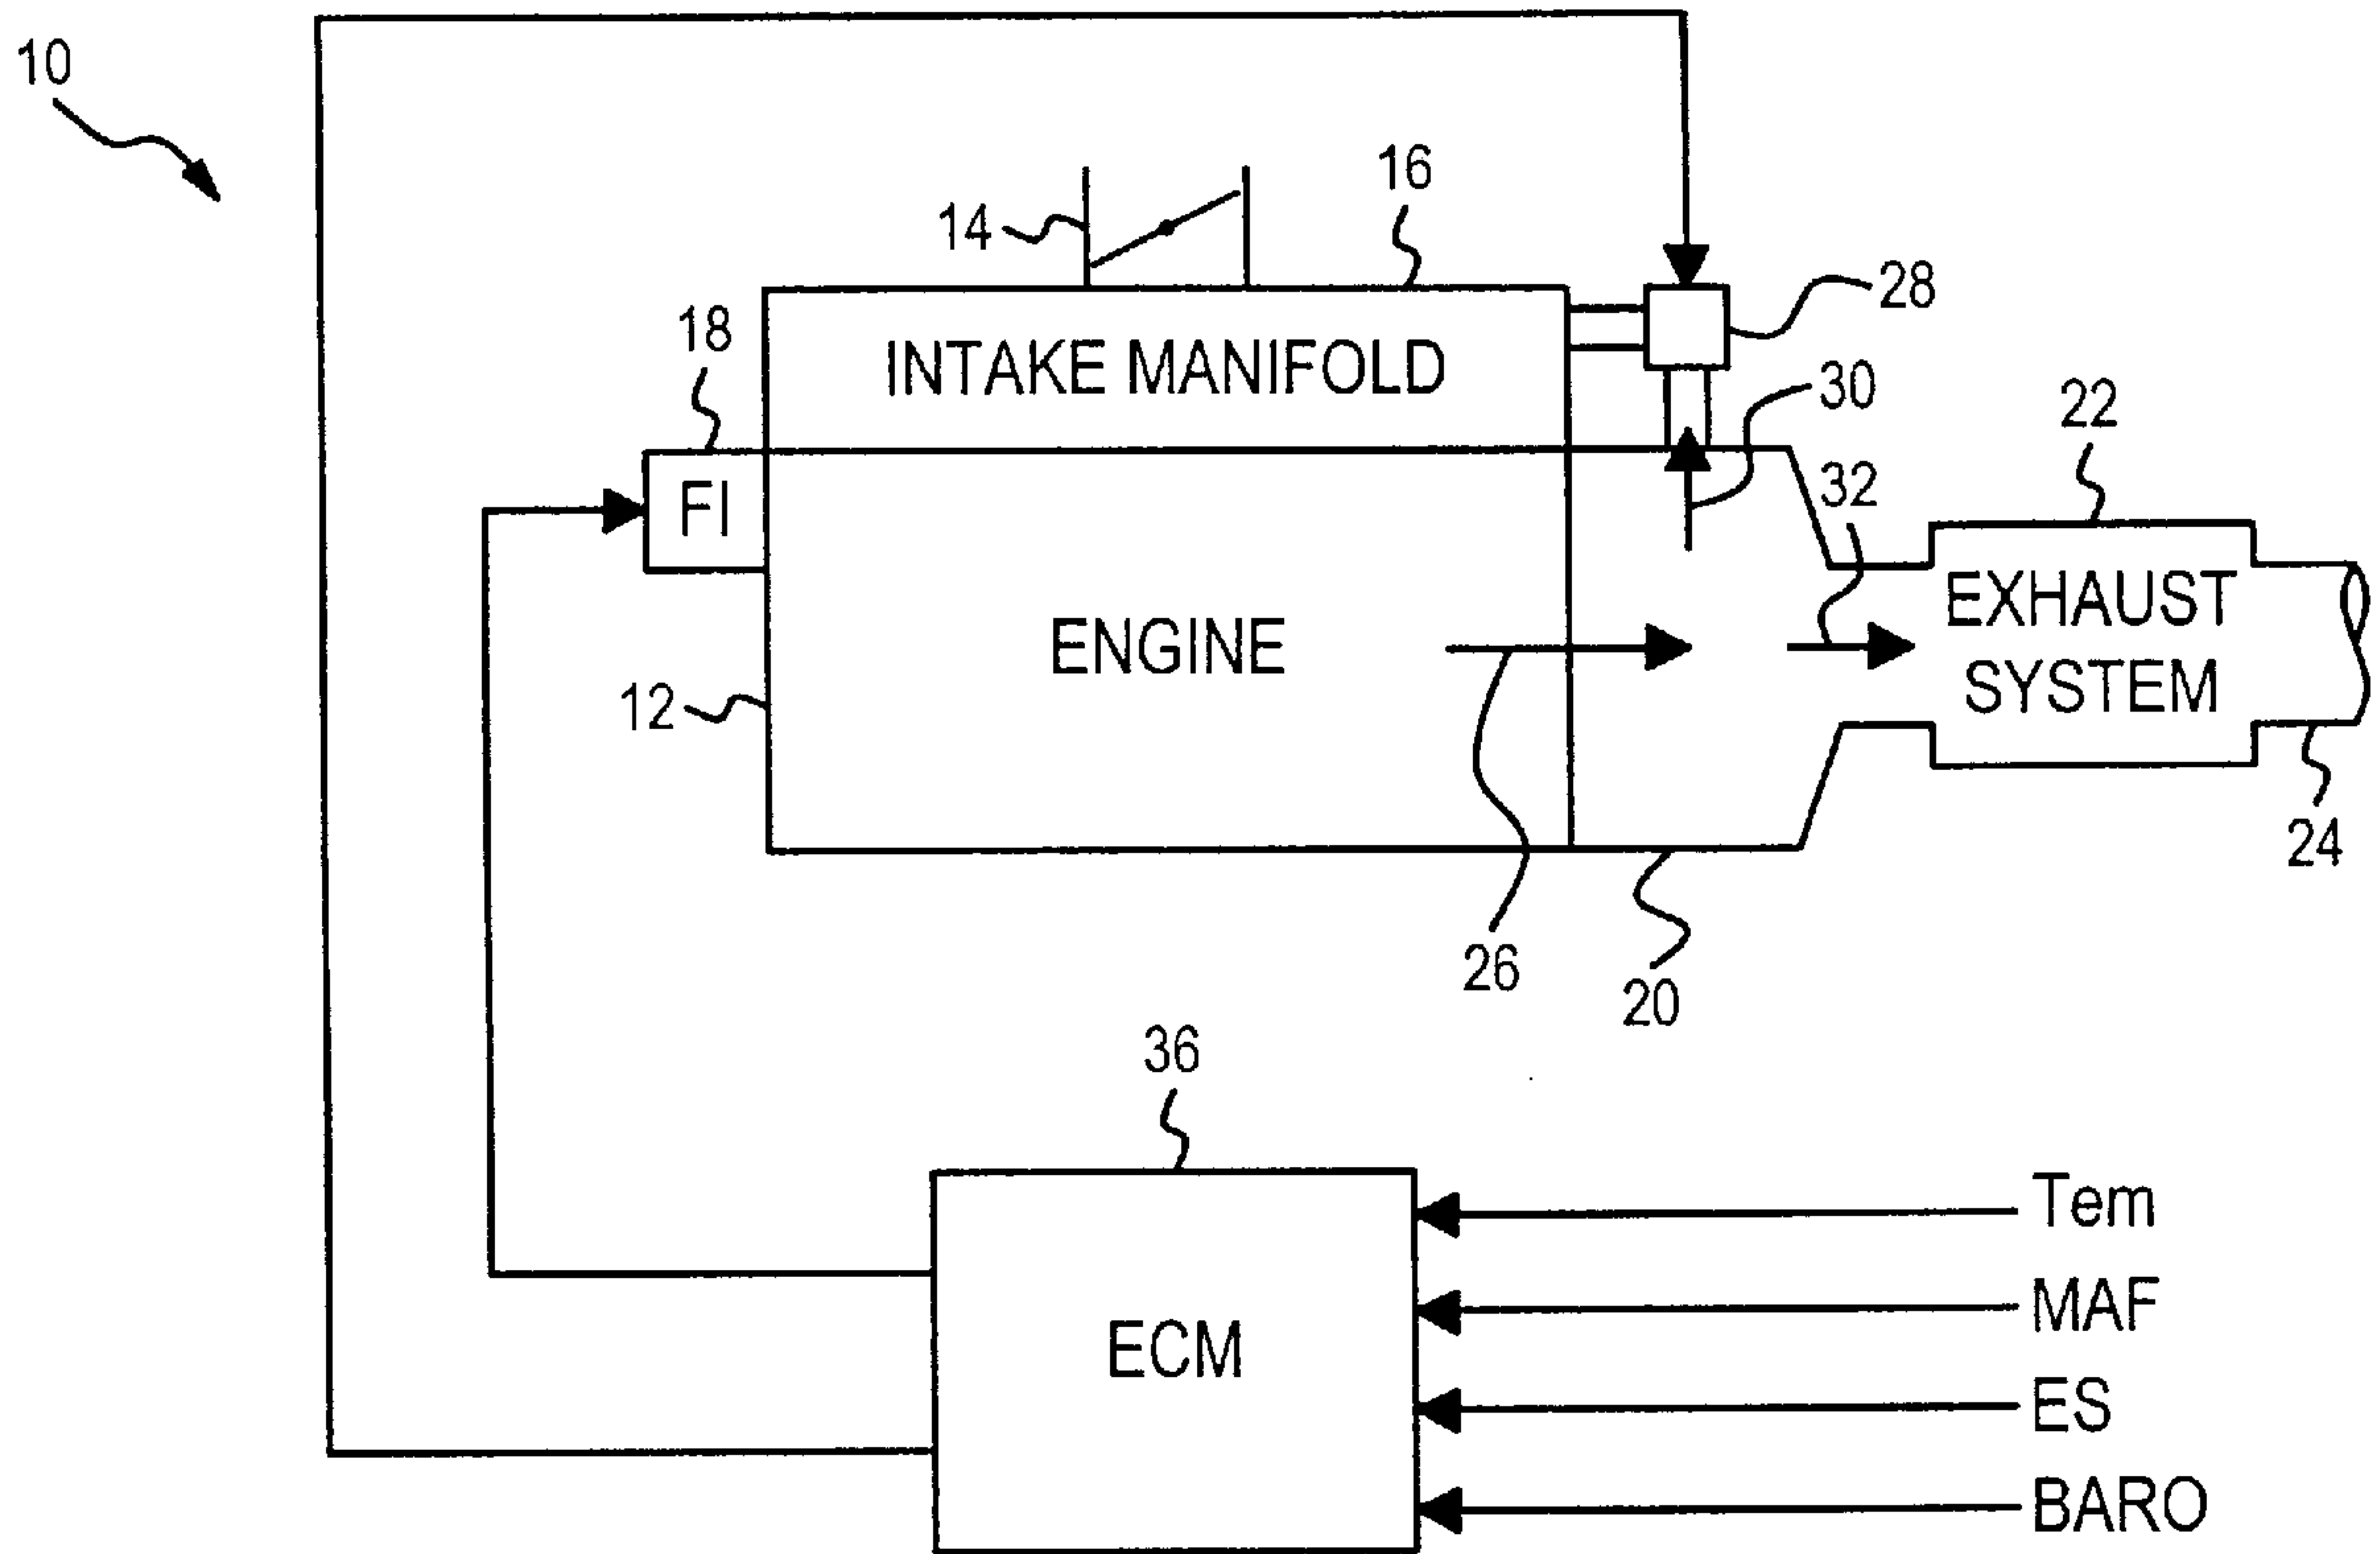 10
16
14
28
18
INTAKE MANIFOLD
30
22
32
FI
EXHAUST
SYSTEM
ENGINE
12
24
26
20
36
Tem
MAF
ECM
ES
BARO